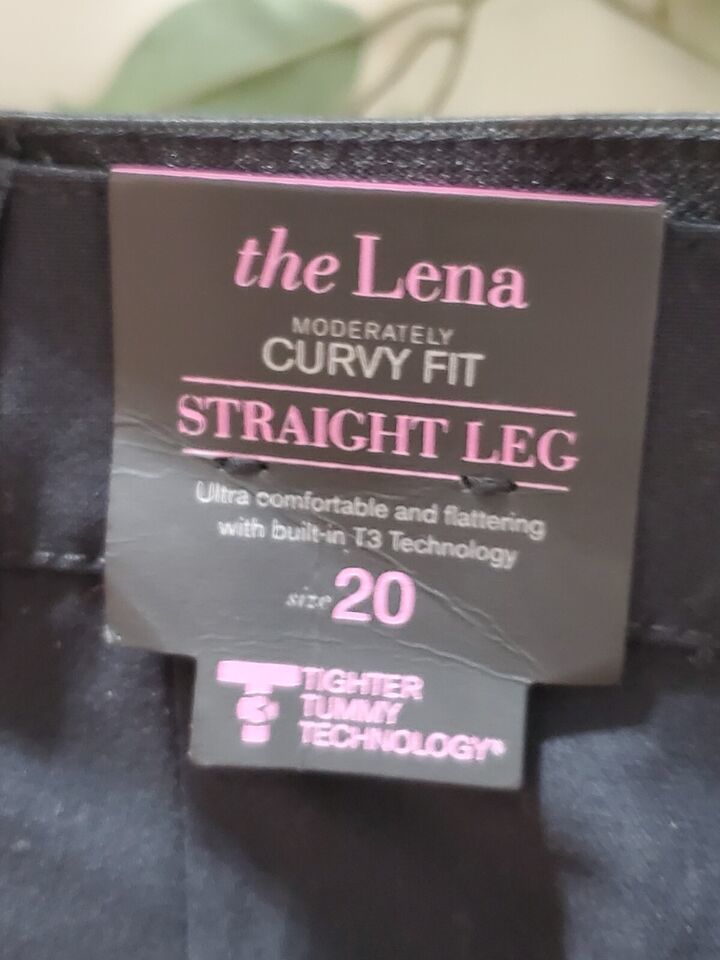 the Lena
MODERATELY
CURVY FIT
STRAIGHT LEG
Ultra comfortable and flattering
with built-in T3 Technology
size 20
T3
TIGHTER
TUMMY
TECHNOLOGY®